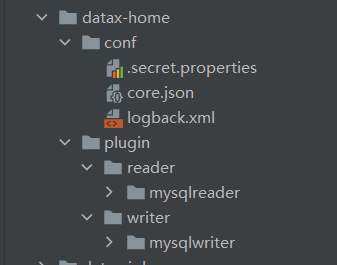 datax-home
conf
.secret.properties
core.json
logback.xml
plugin
reader
mysqlreader
writer
mysqlwriter